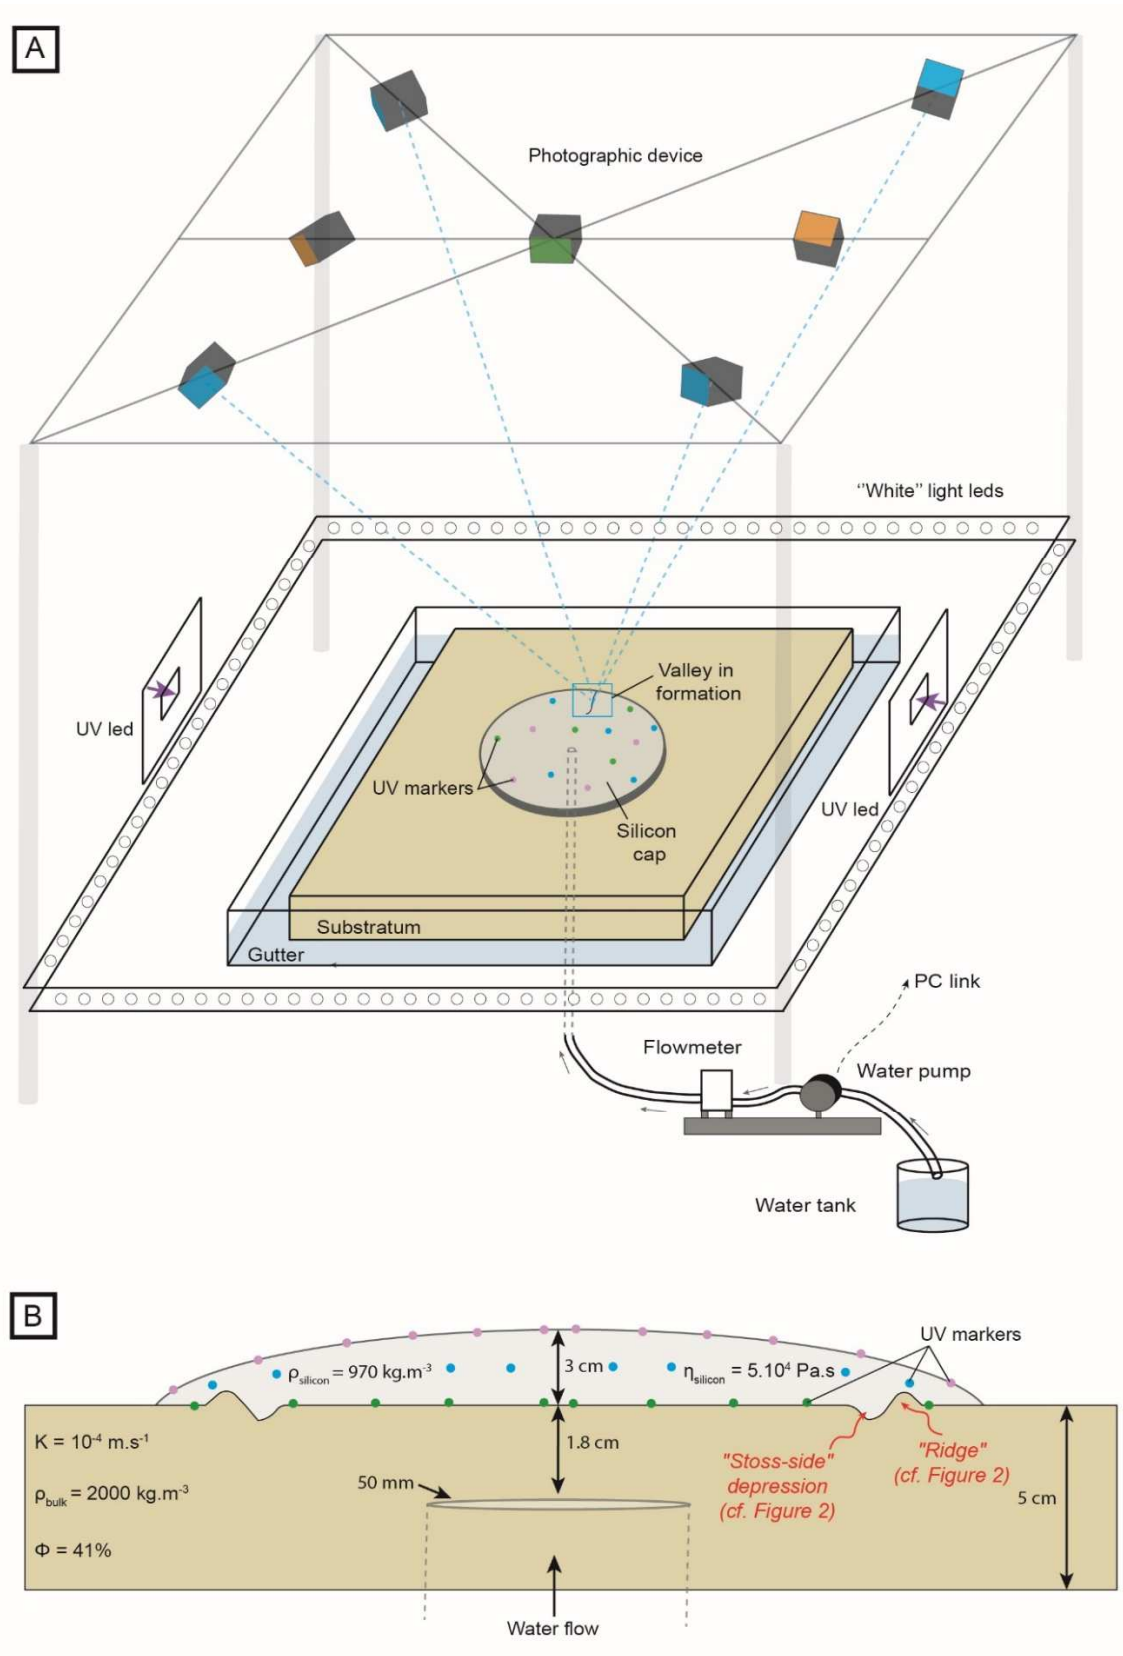 A
Photographic device
‘‘White’’ light leds
Valley in
formation
UV led
UV markers
UV led
Silicon
cap
Substratum
Gutter
PC link
Flowmeter
Water pump
Water tank
B
UV markers
ρsilicon = 970 kg.m-3
3 cm
ηsilicon = 5.10⁴ Pa.s
K = 10-4 m.s-1
1.8 cm
"Stoss-side"
depression
(cf. Figure 2)
"Ridge"
(cf. Figure 2)
50 mm
ρbulk = 2000 kg.m-3
5 cm
Φ = 41%
Water flow